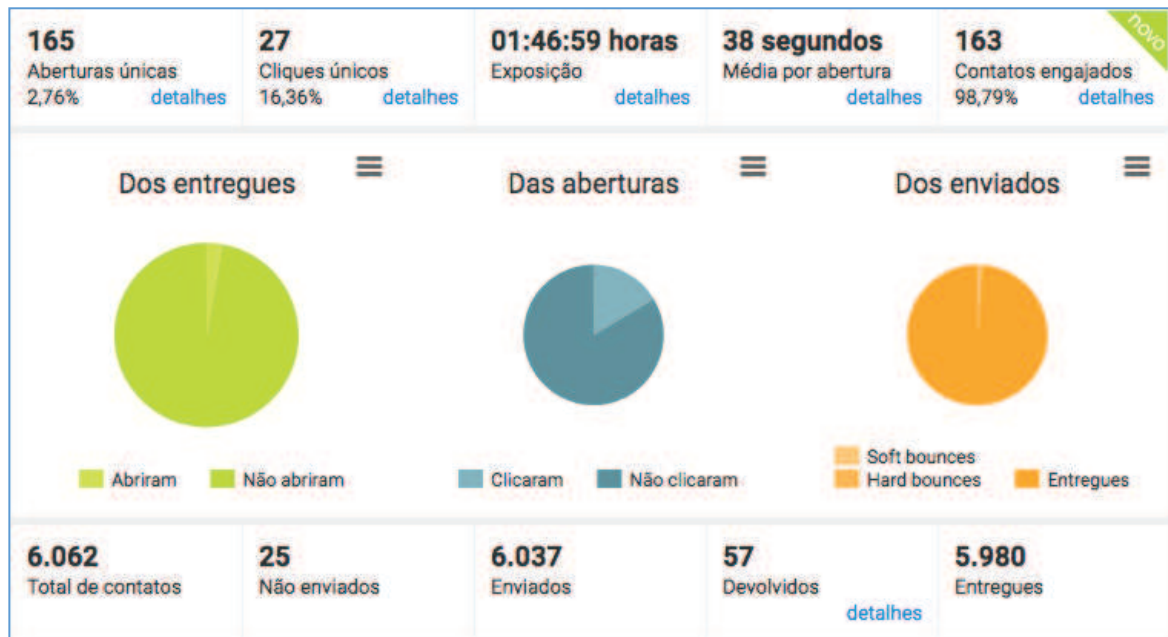 165
Aberturas únicas
2,76% detalhes
27
Cliques únicos
16,36% detalhes
01:46:59 horas
Exposição
detalhes
38 segundos
Média por abertura
detalhes
163
Contatos engajados
98,79% detalhes
novo
Dos entregues
Abriram Não abriram
Das aberturas
Clicaram Não clicaram
Dos enviados
Soft bounces
Hard bounces Entregues
6.062
Total de contatos
25
Não enviados
6.037
Enviados
57
Devolvidos
detalhes
5.980
Entregues